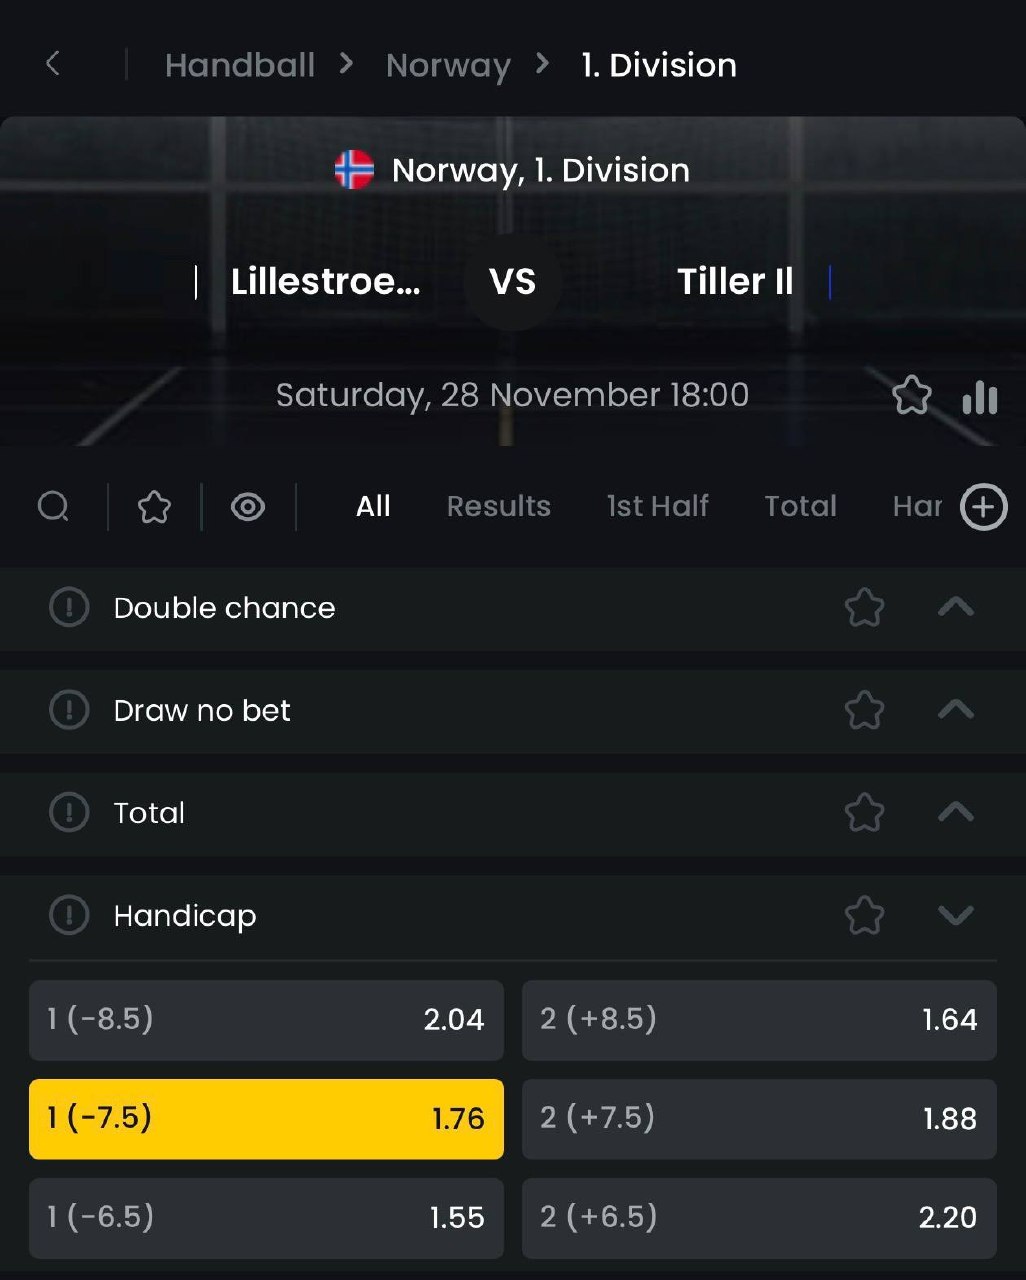 Handball > Norway > 1. Division
Norway, 1. Division
Lillestroe... VS Tiller Il
Saturday, 28 November 18:00
All Results 1st Half Total Har
Double chance
Draw no bet
Total
Handicap
1 (-8.5) 2.04 2 (+8.5) 1.64
1 (-7.5) 1.76 2 (+7.5) 1.88
1 (-6.5) 1.55 2 (+6.5) 2.20